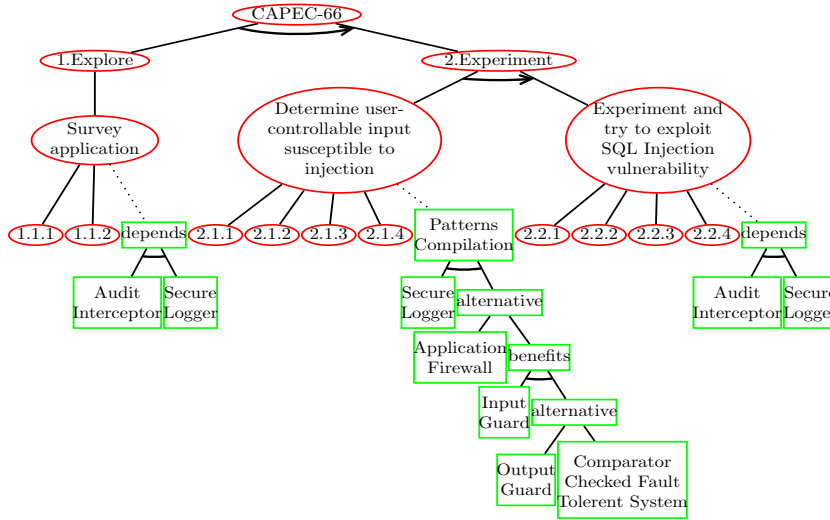 CAPEC-66
1.Explore
2.Experiment
Survey
application
Determine user-
controllable input
susceptible to
injection
Experiment and
try to exploit
SQL Injection
vulnerability
1.1.1
1.1.2
depends
2.1.1
2.1.2
2.1.3
2.1.4
Patterns
Compilation
2.2.1
2.2.2
2.2.3
2.2.4
depends
Audit
Interceptor
Secure
Logger
Secure
Logger
alternative
Audit
Interceptor
Secure
Logger
Application
Firewall
benefits
Input
Guard
alternative
Output
Guard
Comparator
Checked Fault
Tolerent System